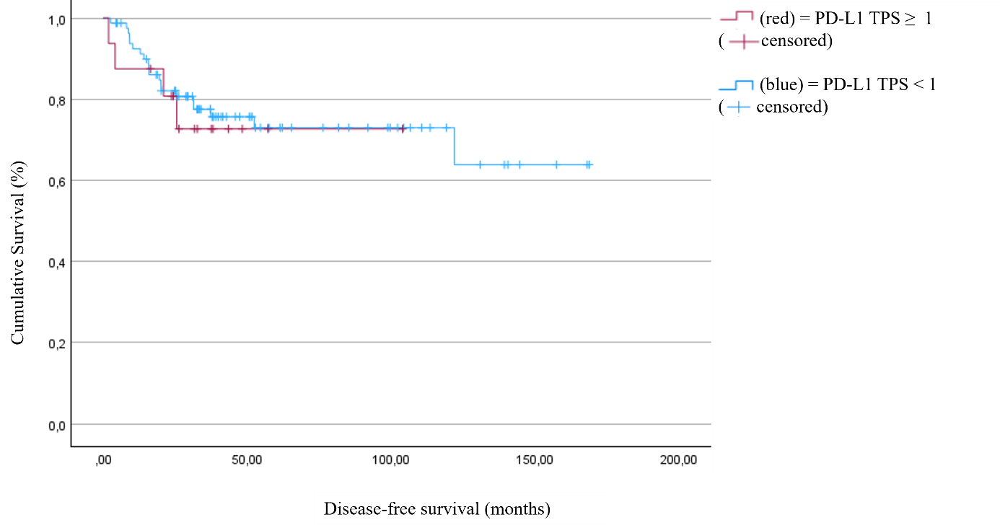 1,0
0,8
0,6
0,4
0,2
0,0
Cumulative Survival (%)
,00 50,00 100,00 150,00 200,00
Disease-free survival (months)
(red) = PD-L1 TPS ≥ 1
( censored)
(blue) = PD-L1 TPS < 1
( censored)